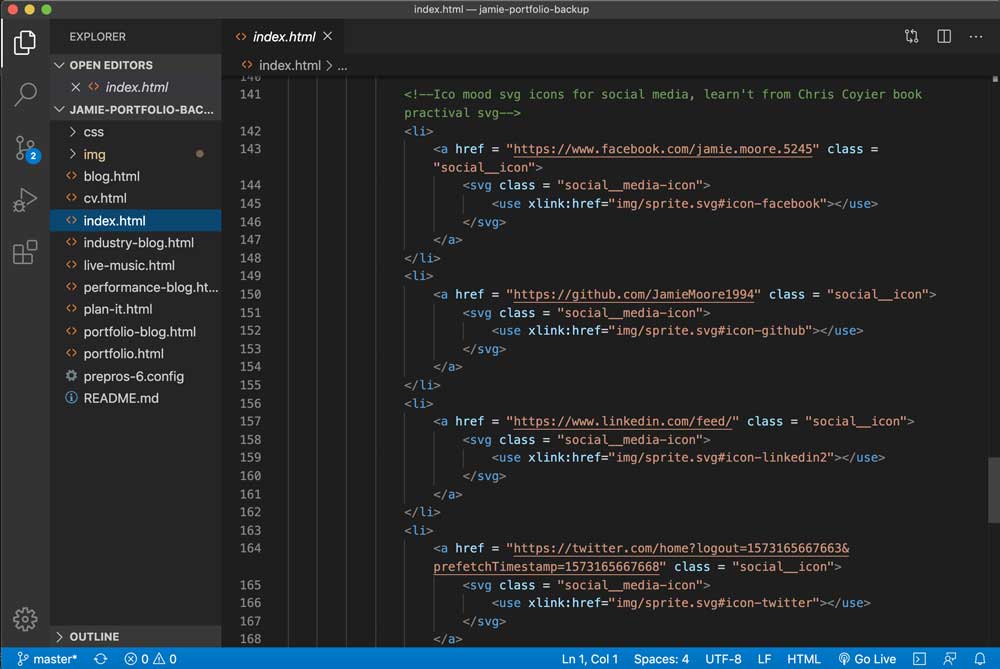 index.html — jamie-portfolio-backup
EXPLORER
OPEN EDITORS
index.html
JAMIE-PORTFOLIO-BAC...
css
img
blog.html
cv.html
index.html
industry-blog.html
live-music.html
performance-blog.ht...
plan-it.html
portfolio-blog.html
portfolio.html
prepros-6.config
README.md
OUTLINE
2
index.html
index.html > ...
140
141 <!--Ico mood svg icons for social media, learn't from Chris Coyier book
practival svg-->
142 <li>
143 <a href = "https://www.facebook.com/jamie.moore.5245" class =
"social__icon">
144 <svg class = "social__media-icon">
145 <use xlink:href="img/sprite.svg#icon-facebook"></use>
146 </svg>
147 </a>
148 </li>
149 <li>
150 <a href = "https://github.com/JamieMoore1994" class = "social__icon">
151 <svg class = "social__media-icon">
152 <use xlink:href="img/sprite.svg#icon-github"></use>
153 </svg>
154 </a>
155 </li>
156 <li>
157 <a href = "https://www.linkedin.com/feed/" class = "social__icon">
158 <svg class = "social__media-icon">
159 <use xlink:href="img/sprite.svg#icon-linkedin2"></use>
160 </svg>
161 </a>
162 </li>
163 <li>
164 <a href = "https://twitter.com/home?logout=1573165667663&
prefetchTimestamp=1573165667668" class = "social__icon">
165 <svg class = "social__media-icon">
166 <use xlink:href="img/sprite.svg#icon-twitter"></use>
167 </svg>
168 </a>
master* 0 0 Ln 1, Col 1 Spaces: 4 UTF-8 LF HTML Go Live